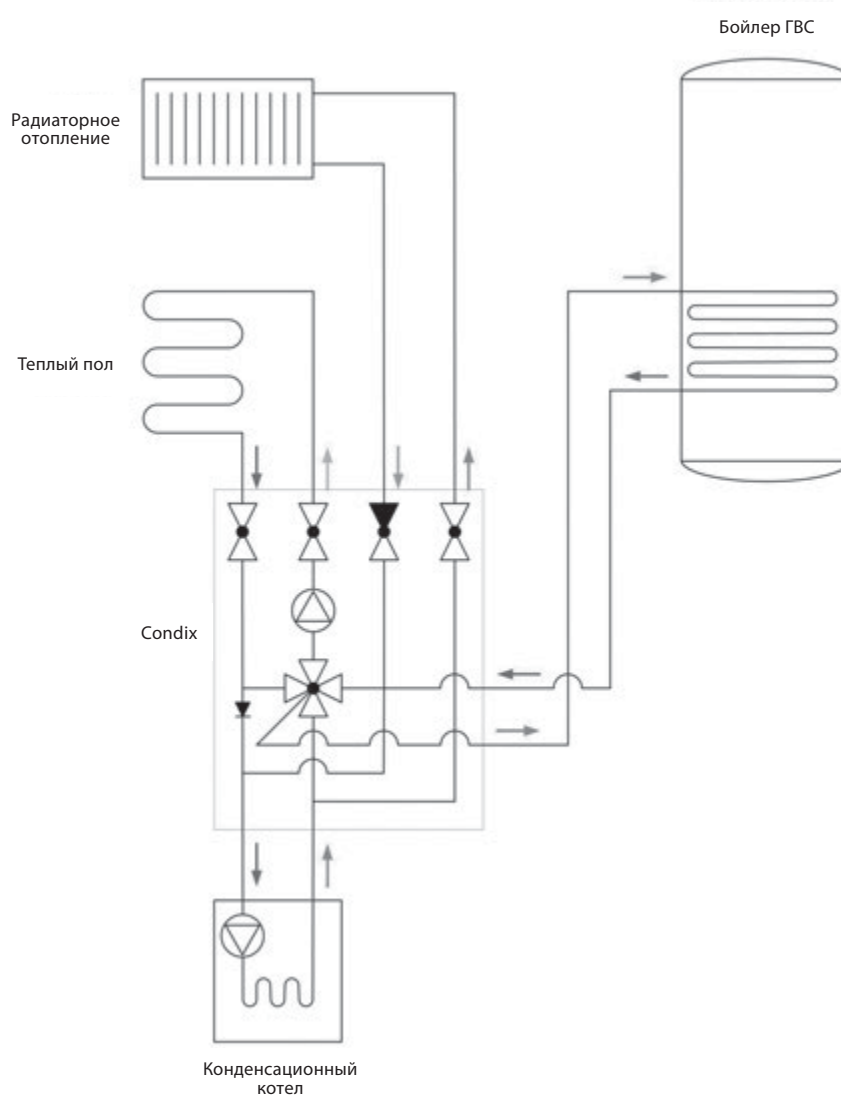 Бойлер ГВС
Радиаторное
отопление
Теплый пол
Condix
Конденсационный
котел